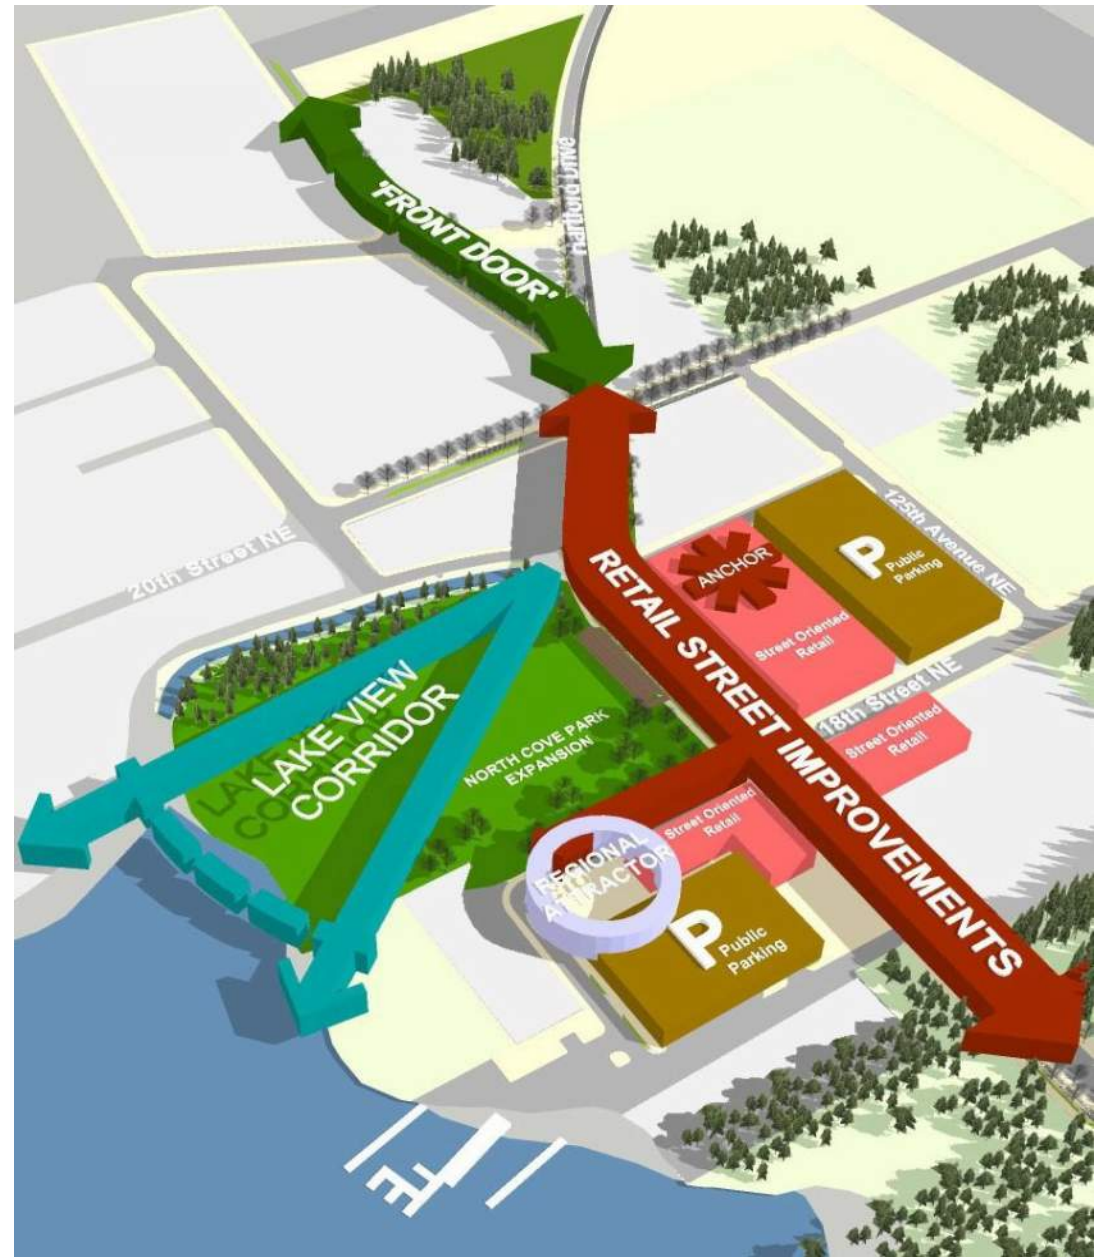 Hartford Drive
'FRONT DOOR'
125th Avenue NE
20th Street NE
ANCHOR
P
Public
Parking
RETAIL STREET IMPROVEMENTS
Street Oriented
Retail
18th Street NE
Street Oriented
Retail
LAKE VIEW
CORRIDOR
NORTH COVE PARK
EXPANSION
Street Oriented
Retail
REGIONAL
ATTRACTOR
P
Public
Parking